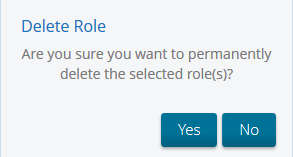 Delete Role
Are you sure you want to permanently
delete the selected role(s)?
Yes No